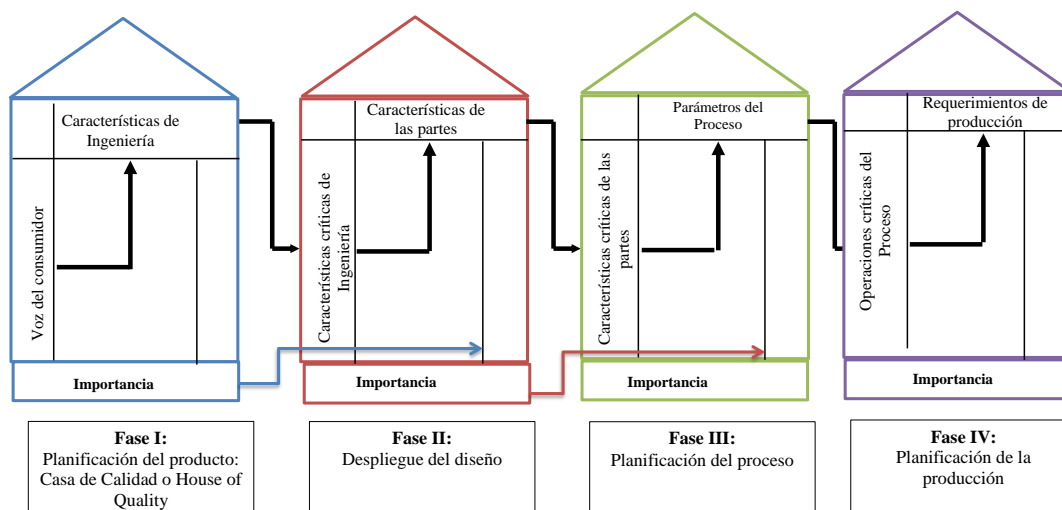 Características de
Ingeniería
Voz del consumidor
Importancia
Fase I:
Planificación del producto:
Casa de Calidad o House of
Quality
Características de
las partes
Características críticas de
Ingeniería
Importancia
Fase II:
Despliegue del diseño
Parámetros del
Proceso
Características críticas de las
partes
Importancia
Fase III:
Planificación del proceso
Requerimientos de
producción
Operaciones críticas del
Proceso
Importancia
Fase IV:
Planificación de la
producción